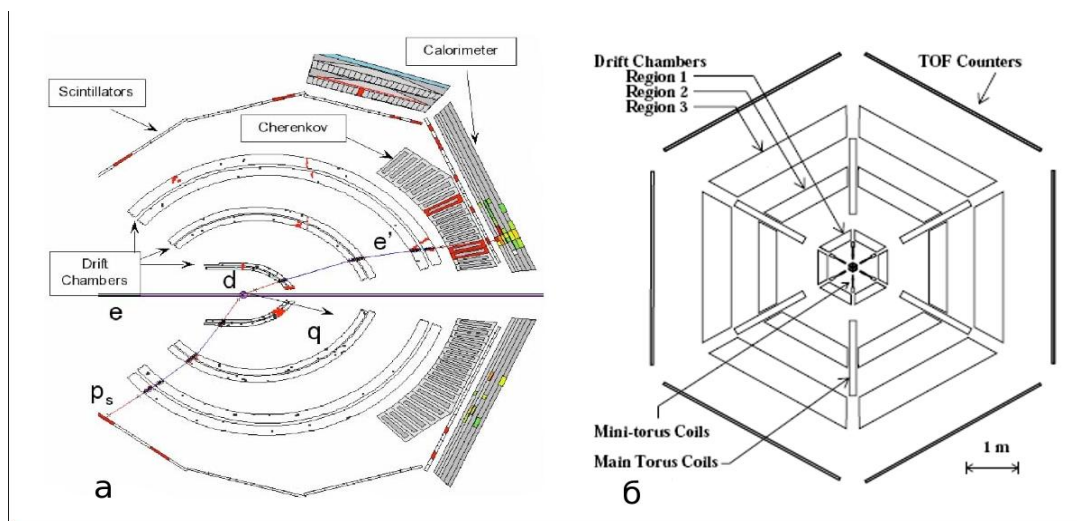 Calorimeter
Scintillators
Cherenkov
e'
Drift
Chambers
d
e
q
ps
а
Drift Chambers
Region 1
Region 2
Region 3
TOF Counters
Mini-torus Coils
Main Torus Coils
1 m
б